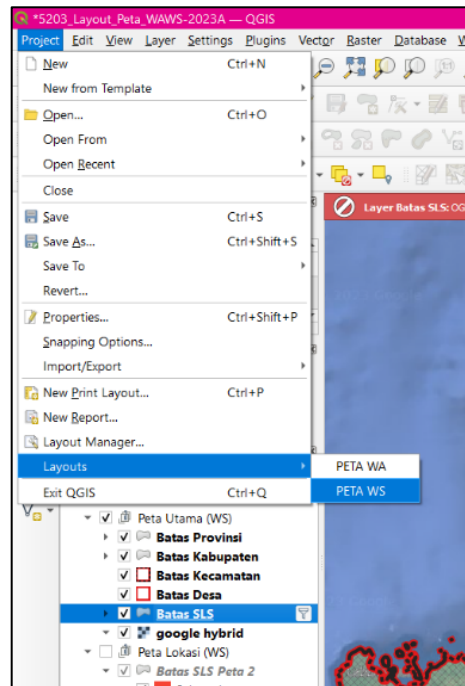 *5203_Layout_Peta_WAWS-2023A — QGIS
Project Edit View Layer Settings Plugins Vector Raster Database
New Ctrl+N
New from Template
Open... Ctrl+O
Open From
Open Recent
Close
Save Ctrl+S
Save As... Ctrl+Shift+S
Save To
Revert...
Properties... Ctrl+Shift+P
Snapping Options...
Import/Export
New Print Layout... Ctrl+P
New Report...
Layout Manager...
Layouts
Exit QGIS Ctrl+Q
PETA WA
PETA WS
Layer Batas SLS: OG
Peta Utama (WS)
Batas Provinsi
Batas Kabupaten
Batas Kecamatan
Batas Desa
Batas SLS
google hybrid
Peta Lokasi (WS)
Batas SLS Peta 2